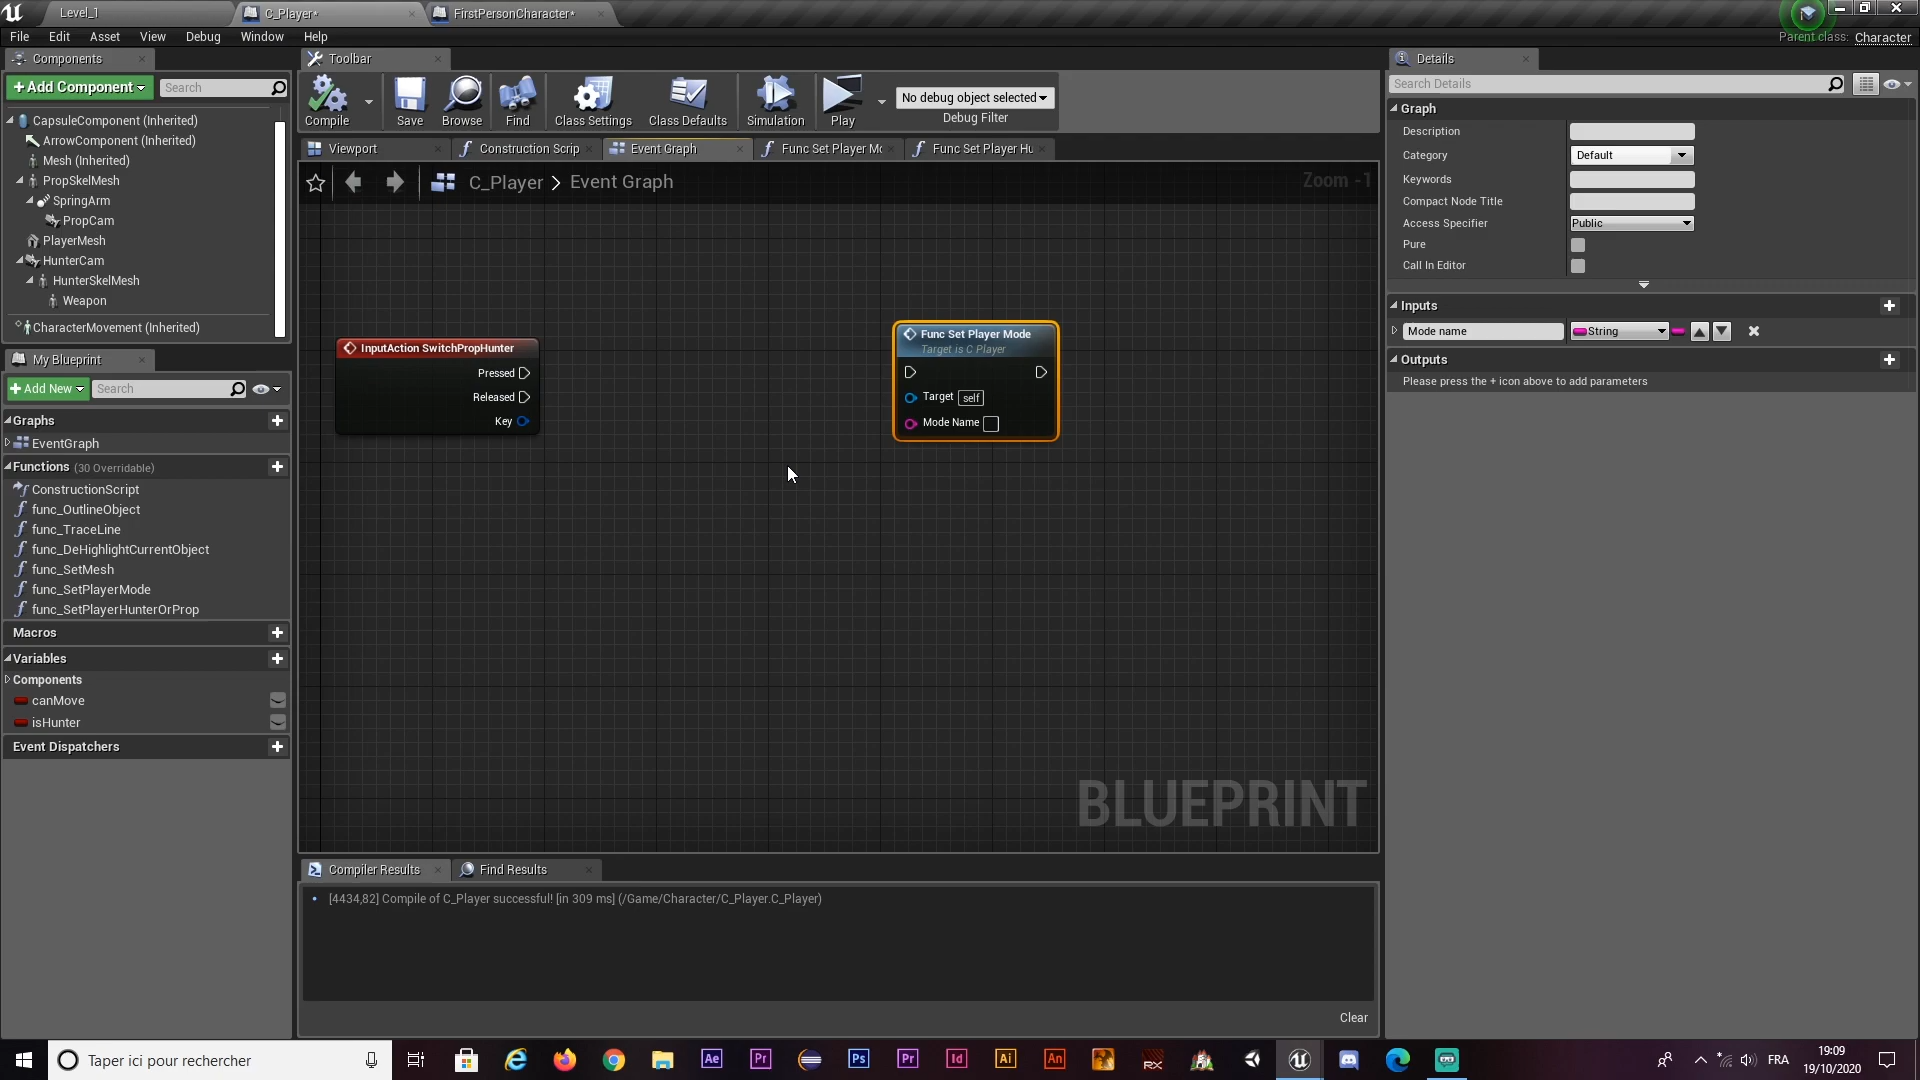 Level_1
C_Player*
FirstPersonCharacter*
File Edit Asset View Debug Window Help
Parent class: Character
Components
+Add Component
Search
CapsuleComponent (Inherited)
ArrowComponent (Inherited)
Mesh (Inherited)
PropSkelMesh
SpringArm
PropCam
PlayerMesh
HunterCam
HunterSkelMesh
Weapon
CharacterMovement (Inherited)
My Blueprint
+Add New
Search
Graphs
EventGraph
Functions (30 Overridable)
ConstructionScript
func_OutlineObject
func_TraceLine
func_DeHighlightCurrentObject
func_SetMesh
func_SetPlayerMode
func_SetPlayerHunterOrProp
Macros
Variables
Components
canMove
isHunter
Event Dispatchers
Toolbar
Compile
Save
Browse
Find
Class Settings
Class Defaults
Simulation
Play
No debug object selected
Debug Filter
Viewport
Construction Scrip
Event Graph
Func Set Player Mo
Func Set Player Hu
C_Player > Event Graph
Zoom -1
InputAction SwitchPropHunter
Pressed
Released
Key
Func Set Player Mode
Target is C Player
Target self
Mode Name
BLUEPRINT
Compiler Results
Find Results
[4434,82] Compile of C_Player successful! [in 309 ms] (/Game/Character/C_Player.C_Player)
Clear
Details
Search Details
Graph
Description
Category Default
Keywords
Compact Node Title
Access Specifier Public
Pure
Call In Editor
Inputs
Mode name String
Outputs
Please press the + icon above to add parameters
Taper ici pour rechercher
Ae
Pr
Ps
Pr
Id
Ai
An
RX
FRA
19:09
19/10/2020